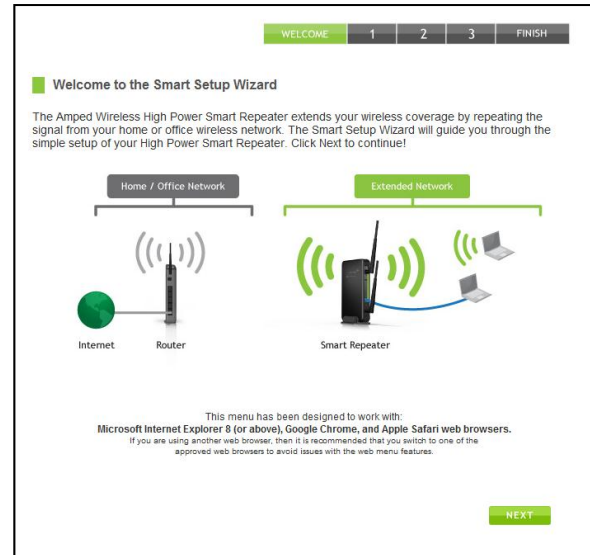 WELCOME 1 2 3 FINISH
Welcome to the Smart Setup Wizard
The Amped Wireless High Power Smart Repeater extends your wireless coverage by repeating the
signal from your home or office wireless network. The Smart Setup Wizard will guide you through the
simple setup of your High Power Smart Repeater. Click Next to continue!
Home / Office Network Extended Network
Internet Router Smart Repeater
This menu has been designed to work with:
Microsoft Internet Explorer 8 (or above), Google Chrome, and Apple Safari web browsers.
If you are using another web browser, then it is recommended that you switch to one of the
approved web browsers to avoid issues with the web menu features.
NEXT